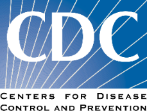 CDC
CENTERS FOR DISEASE
CONTROL AND PREVENTION